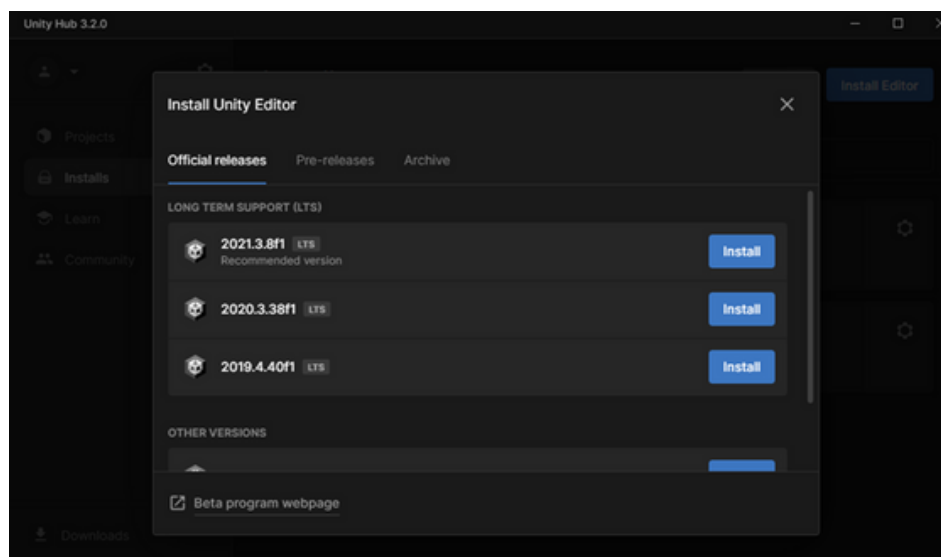 Unity Hub 3.2.0
Install Editor
Projects
Installs
Learn
Community
Downloads
Install Unity Editor
Official releases Pre-releases Archive
LONG TERM SUPPORT (LTS)
2021.3.8f1 LTS
Recommended version
Install
2020.3.38f1 LTS
Install
2019.4.40f1 LTS
Install
OTHER VERSIONS
Beta program webpage